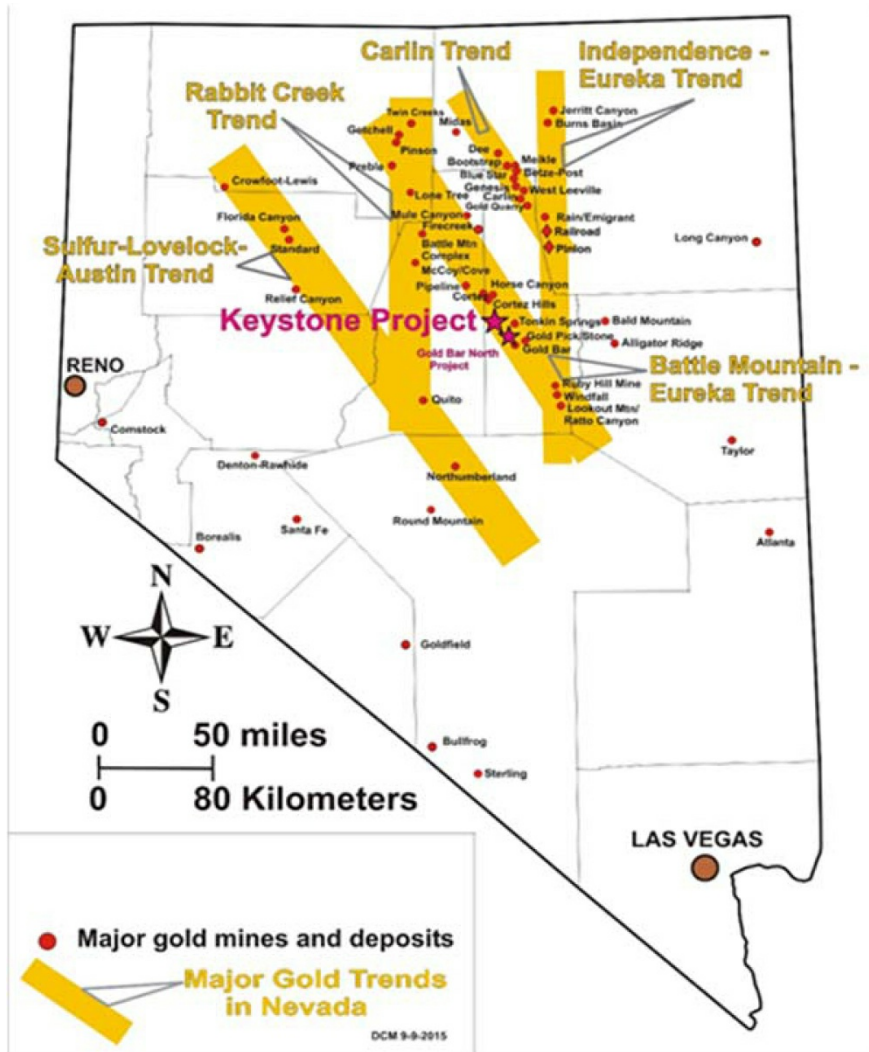 Carlin Trend
Independence -
Eureka Trend
Rabbit Creek
Trend
Twin Creeks
Midas
Getchell
Pinson
Preble
Jerritt Canyon
Burns Basin
Dee
Bootstrap
Meikle
Blue Star
Betze-Post
Genesis
West Leeville
Carlin
Gold Quarry
Crowfoot-Lewis
Lone Tree
Mule Canyon
Firecreek
Rain/Emigrant
Railroad
Pinion
Long Canyon
Florida Canyon
Standard
Battle Mtn
Complex
McCoy/Cove
Sulfur-Lovelock-
Austin Trend
Relief Canyon
Pipeline
Horse Canyon
Cortez
Cortez Hills
Keystone Project
Tonkin Springs
Bald Mountain
Gold Pick/Stone
Alligator Ridge
Gold Bar
Gold Bar North
Project
Battle Mountain -
Eureka Trend
RENO
Ruby Hill Mine
Windfall
Lookout Mtn/
Ratto Canyon
Quito
Comstock
Taylor
Denton-Rawhide
Northumberland
Round Mountain
Santa Fe
Borealis
Atlanta
N
W E
S
Goldfield
0 50 miles
0 80 Kilometers
Bullfrog
Sterling
LAS VEGAS
Major gold mines and deposits
Major Gold Trends
in Nevada
DCM 9-9-2015